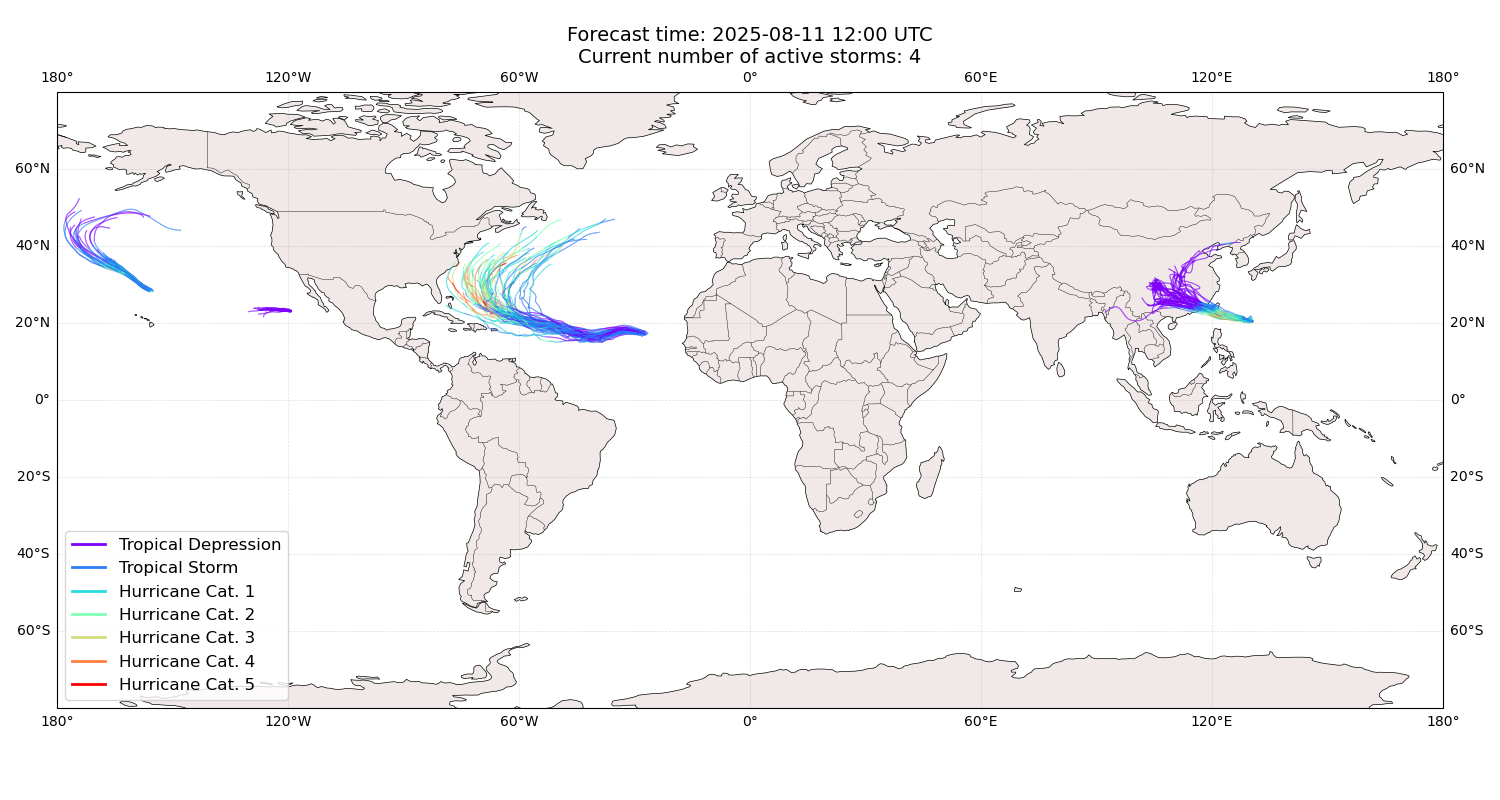 Forecast time: 2025-08-11 12:00 UTC
Current number of active storms: 4
180° 120°W 60°W 0° 60°E 120°E 180°
60°N 60°N
40°N 40°N
20°N 20°N
0° 0°
20°S 20°S
40°S 40°S
60°S 60°S
Tropical Depression
Tropical Storm
Hurricane Cat. 1
Hurricane Cat. 2
Hurricane Cat. 3
Hurricane Cat. 4
Hurricane Cat. 5
180° 120°W 60°W 0° 60°E 120°E 180°